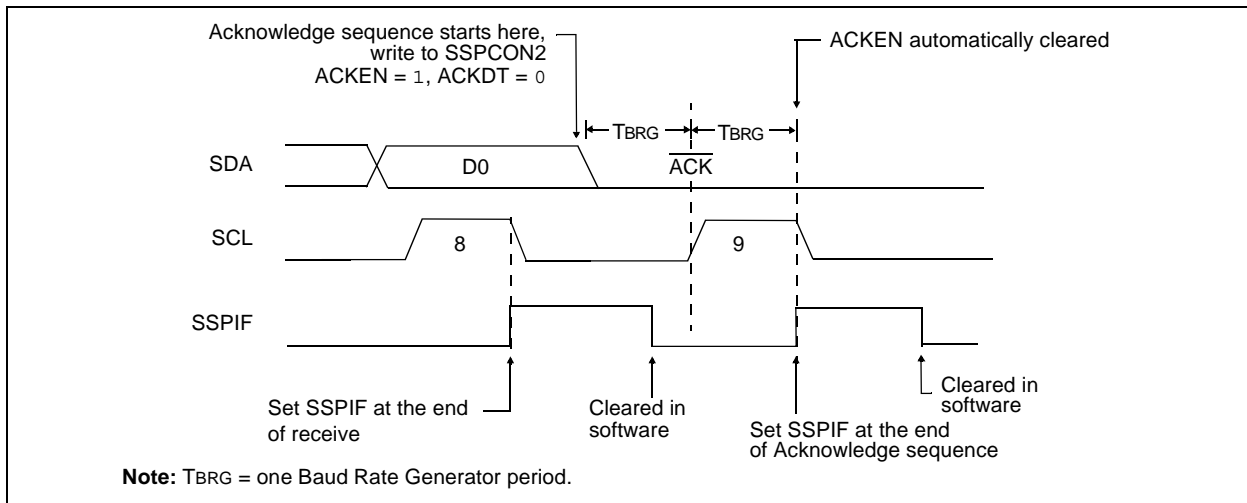 Acknowledge sequence starts here,
write to SSPCON2
ACKEN = 1, ACKDT = 0
ACKEN automatically cleared
TBRG
TBRG
SDA
D0
ACK
SCL
8
9
SSPIF
Set SSPIF at the end
of receive
Cleared in
software
Set SSPIF at the end
of Acknowledge sequence
Cleared in
software
Note: TBRG = one Baud Rate Generator period.